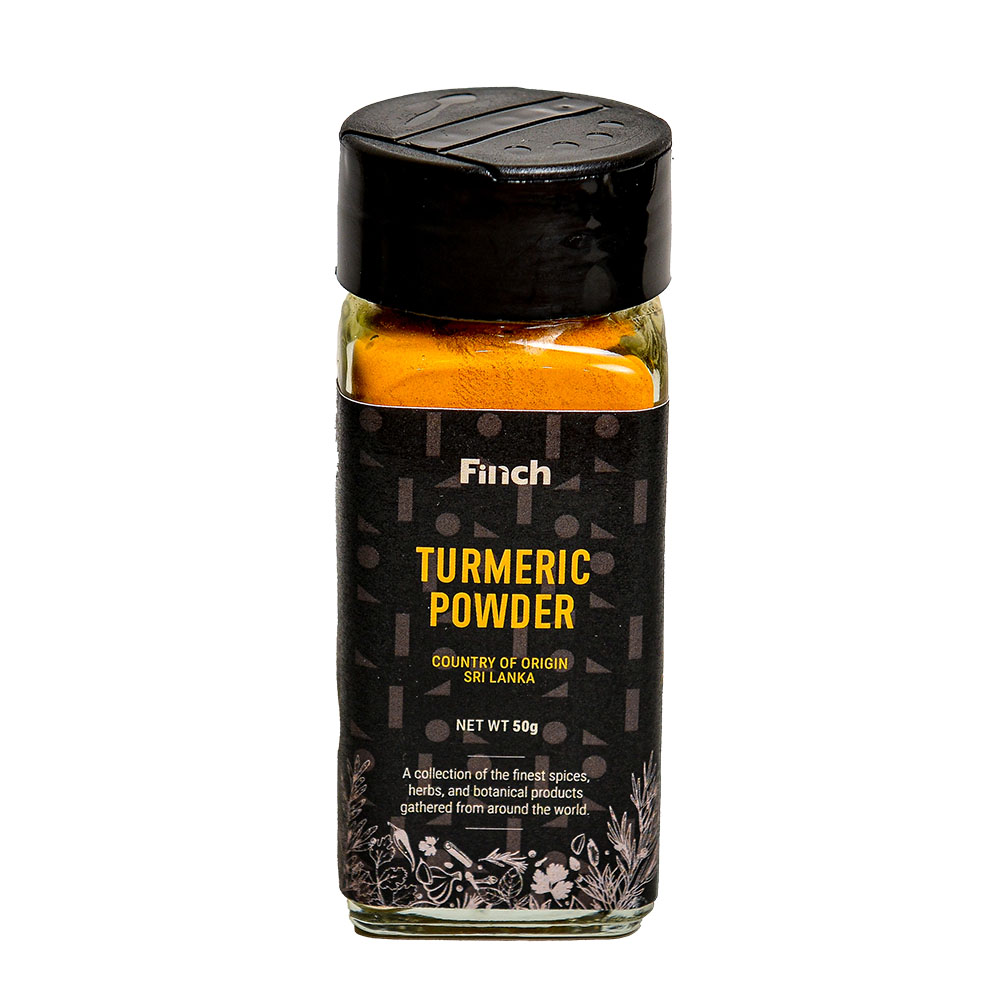 Finch
TURMERIC
POWDER
COUNTRY OF ORIGIN
SRI LANKA
NET WT 50g
A collection of the finest spices,
herbs, and botanical products
gathered from around the world.